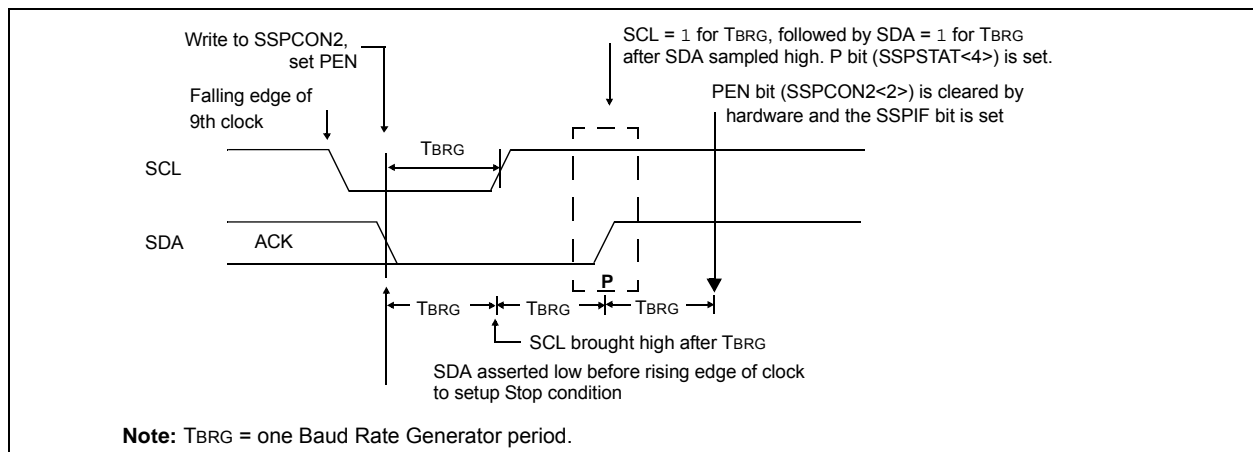 Write to SSPCON2,
set PEN
SCL = 1 for TBRG, followed by SDA = 1 for TBRG
after SDA sampled high. P bit (SSPSTAT<4>) is set.
Falling edge of
9th clock
PEN bit (SSPCON2<2>) is cleared by
hardware and the SSPIF bit is set
TBRG
SCL
SDA
ACK
P
TBRG TBRG TBRG
SCL brought high after TBRG
SDA asserted low before rising edge of clock
to setup Stop condition
Note: TBRG = one Baud Rate Generator period.